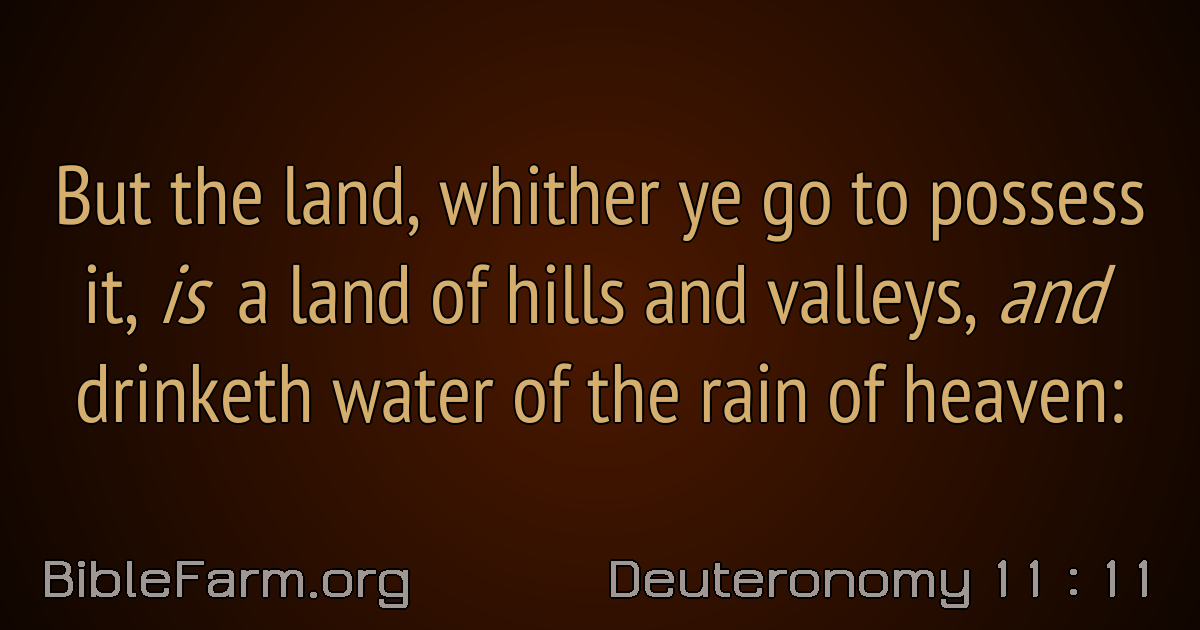 But the land, whither ye go to possess
it, is a land of hills and valleys, and
drinketh water of the rain of heaven:
BibleFarm.org
Deuteronomy 11 : 11